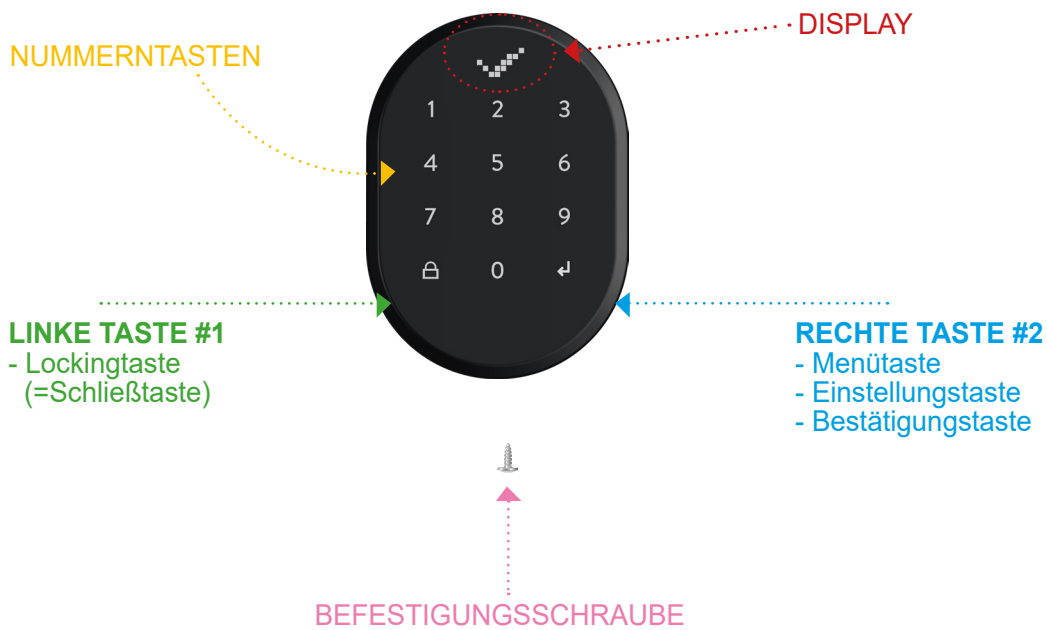 DISPLAY
NUMMERNTASTEN
1 2 3
4 5 6
7 8 9
0
LINKE TASTE #1
- Lockingtaste
(=Schließtaste)
RECHTE TASTE #2
- Menütaste
- Einstellungstaste
- Bestätigungstaste
BEFESTIGUNGSSCHRAUBE